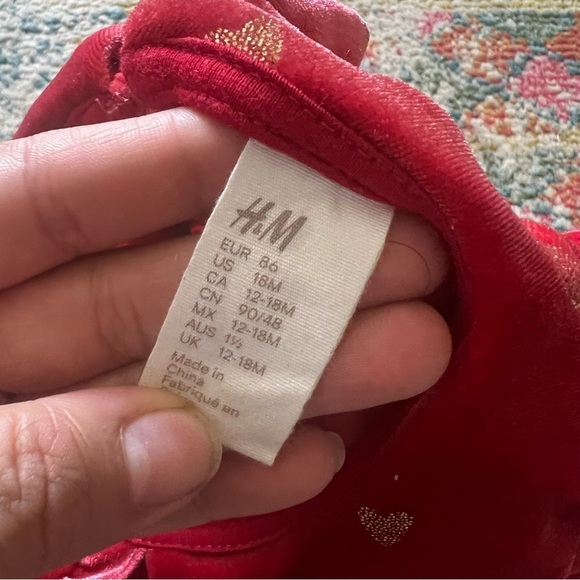 H&M
EUR 86
US 18M
CA 12-18M
CN 90/48
MX 12-18M
AUS 1½
UK 12-18M
Made in
China
Fabriqué en